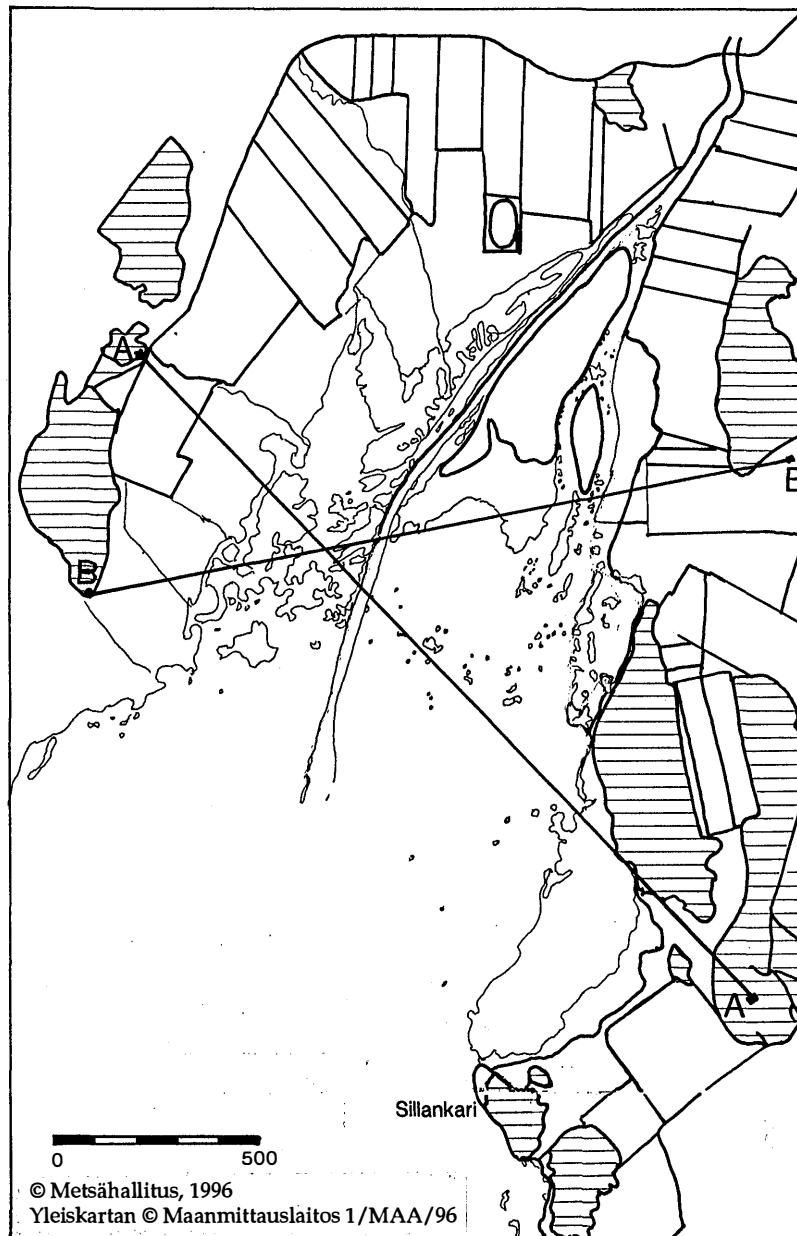 A
B
B
A
Sillankari
0 500
© Metsähallitus, 1996
Yleiskartan © Maanmittauslaitos 1/MAA/96